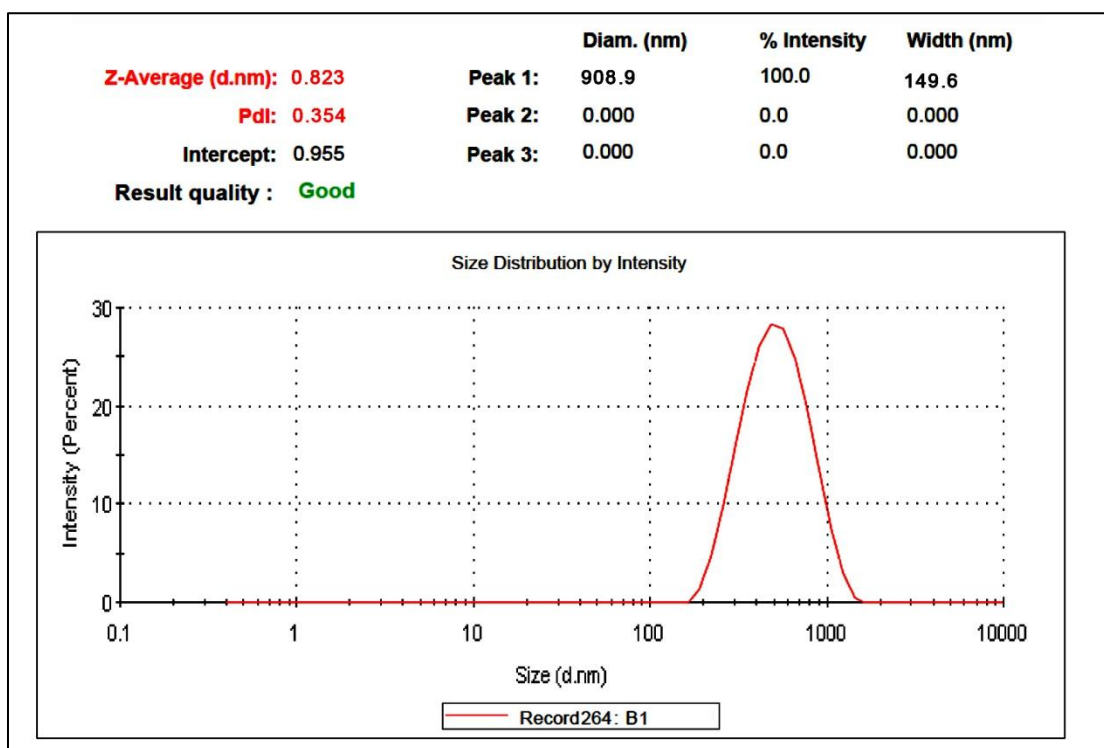 Diam. (nm) % Intensity Width (nm)
Z-Average (d.nm): 0.823 Peak 1: 908.9 100.0 149.6
PdI: 0.354 Peak 2: 0.000 0.0 0.000
Intercept: 0.955 Peak 3: 0.000 0.0 0.000
Result quality : Good
Size Distribution by Intensity
Intensity (Percent)
30
20
10
0
0.1 1 10 100 1000 10000
Size (d.nm)
Record264: B1